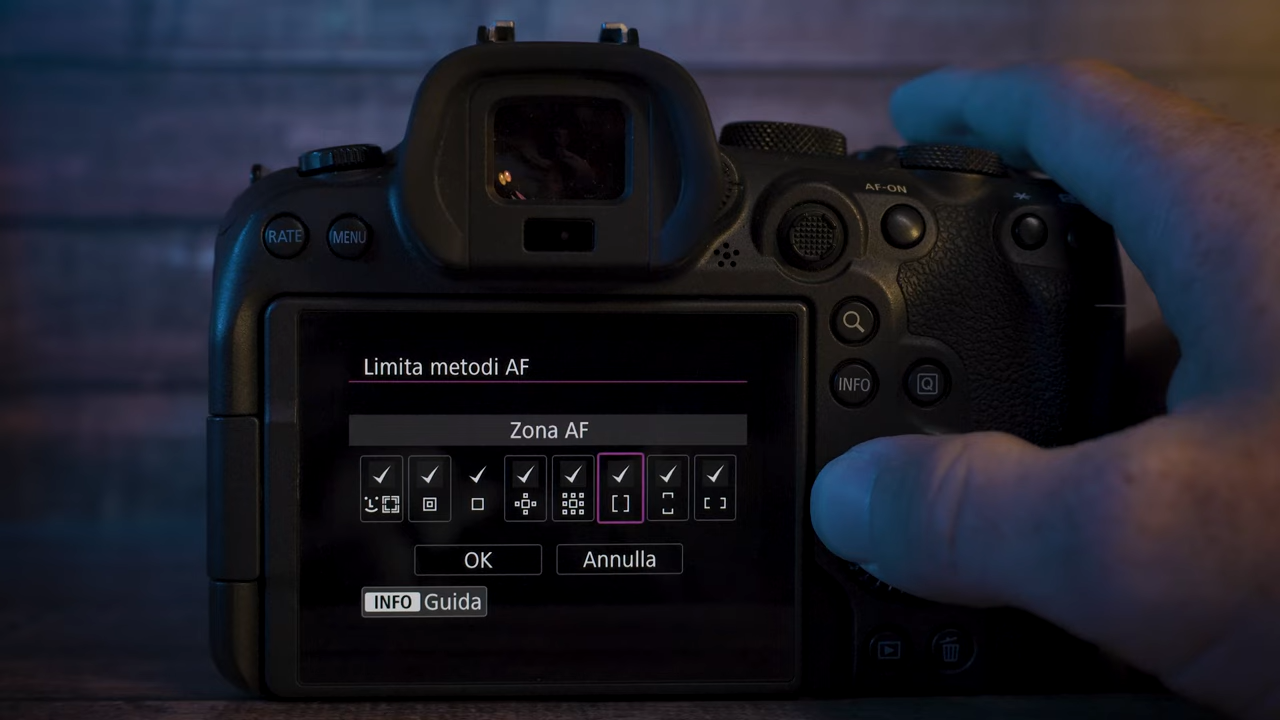 AF-ON
RATE
MENU
Limita metodi AF
INFO
Q
Zona AF
OK
Annulla
INFO Guida